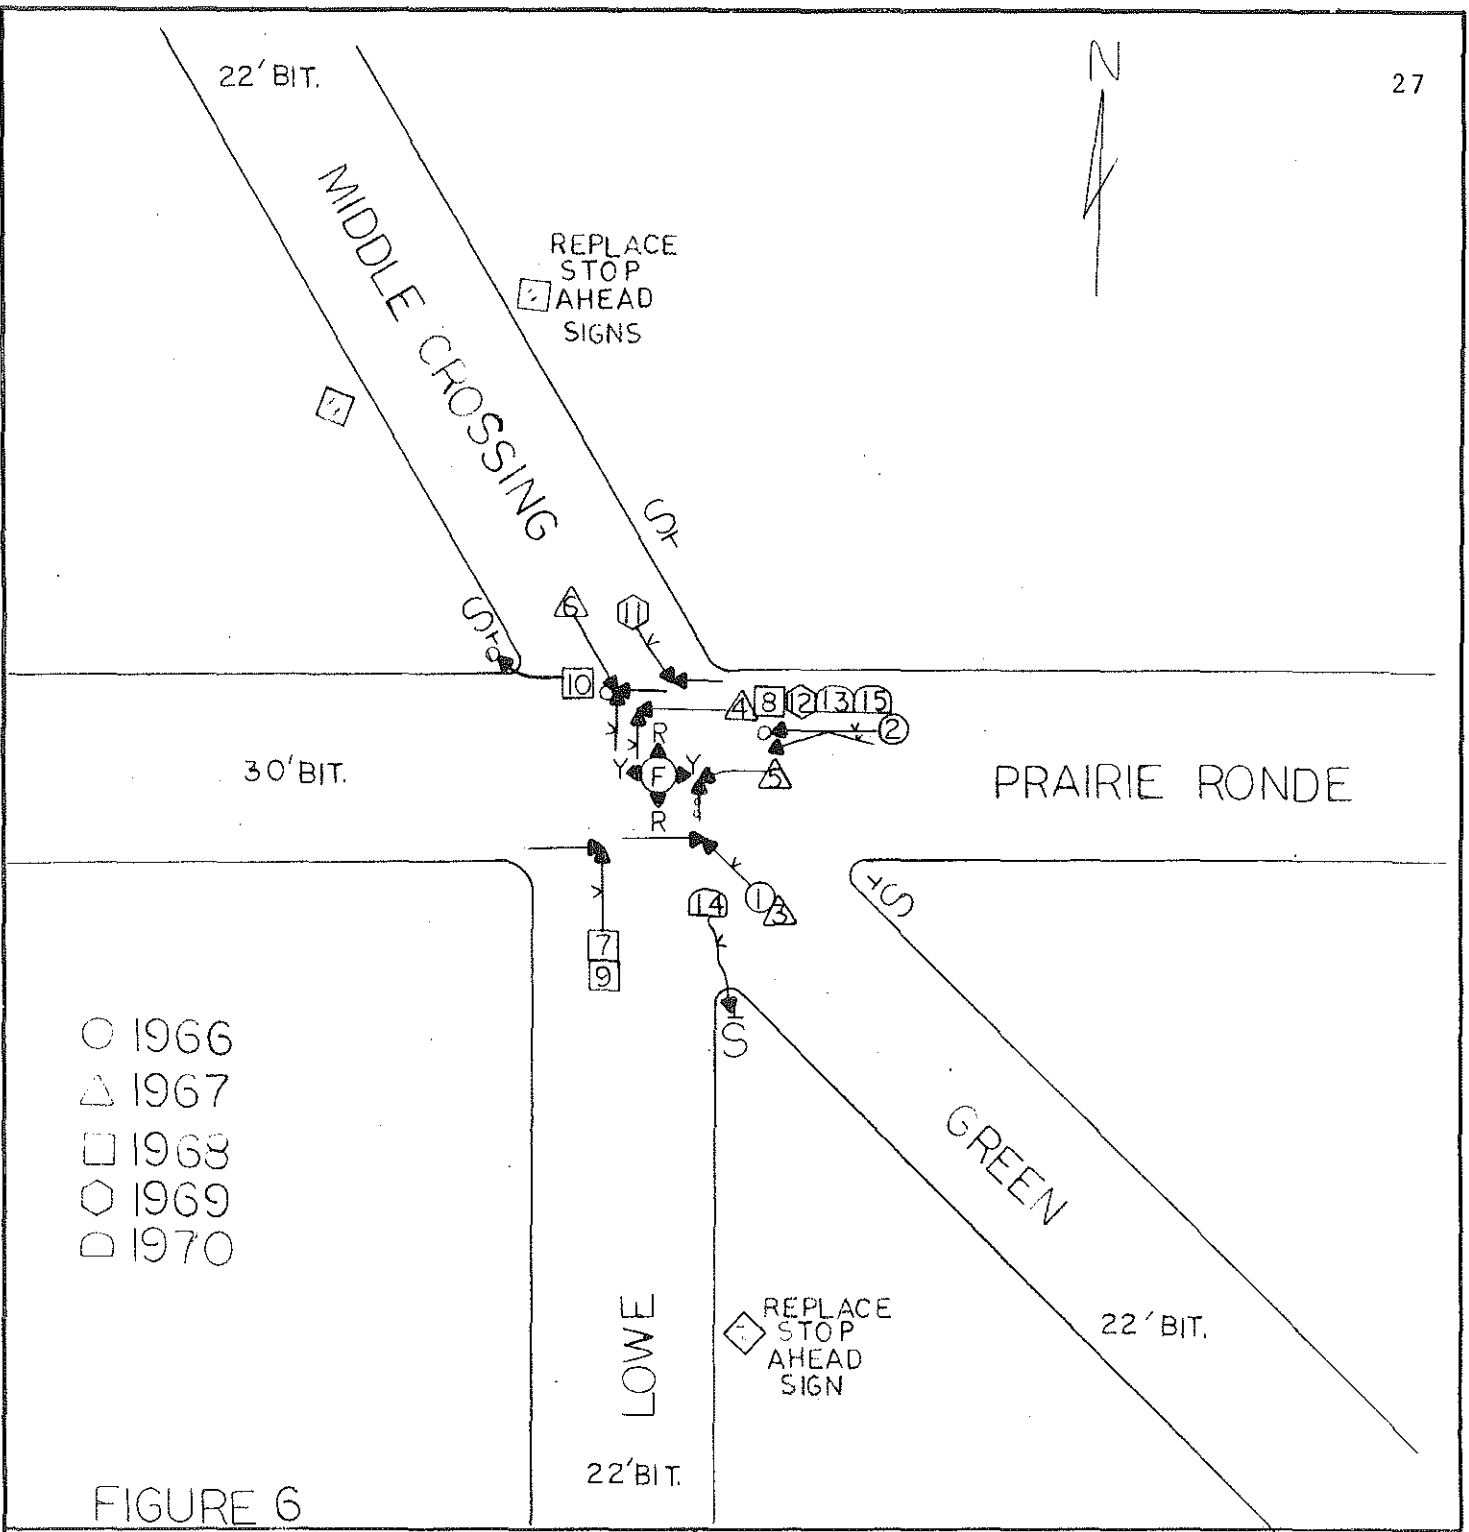 27
N
22' BIT.
MIDDLE CROSSING
REPLACE
STOP
AHEAD
SIGNS
S
S
6
11
10
4 8 12 13 15
2
R
Y F Y
R
5
30' BIT.
PRAIRIE RONDE
1
3
14
7
9
S
S
1966
1967
1968
1969
1970
GREEN
22' BIT.
LOWE
REPLACE
STOP
AHEAD
SIGN
22' BIT.
FIGURE 6